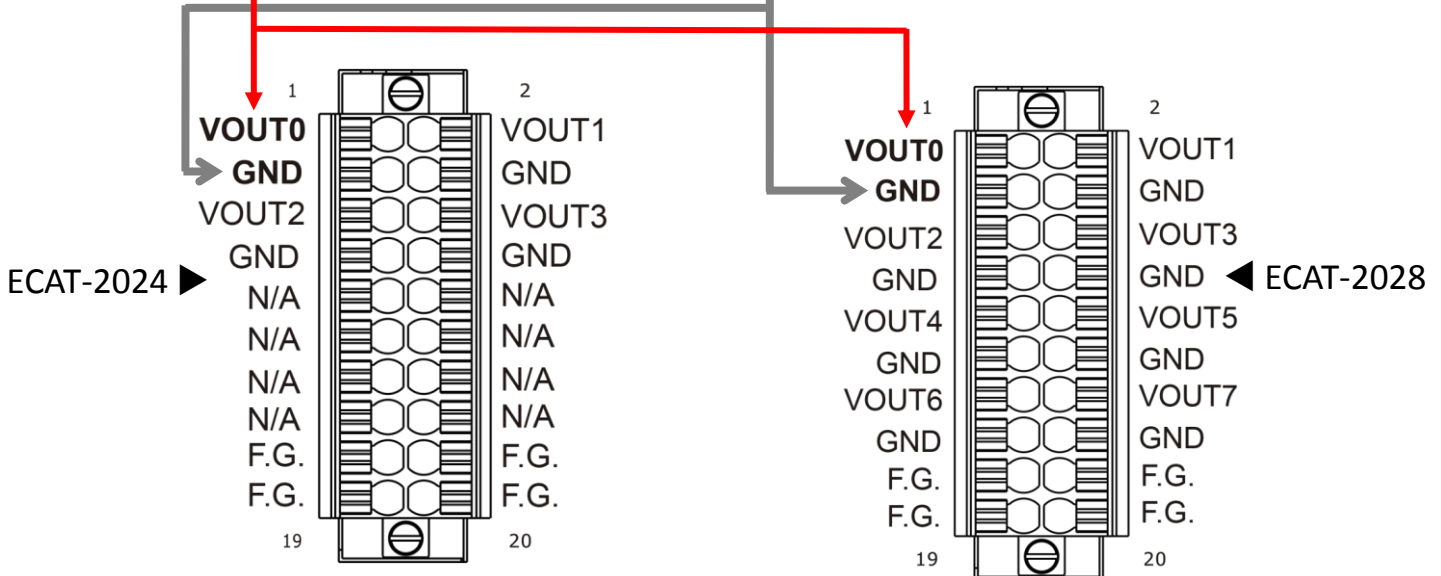 1 2
VOUT0 VOUT1
GND GND
VOUT2 VOUT3
GND GND
ECAT-2024 ▶
N/A N/A
N/A N/A
N/A N/A
N/A N/A
F.G. F.G.
F.G. F.G.
19 20
1 2
VOUT0 VOUT1
GND GND
VOUT2 VOUT3
GND GND ◀ ECAT-2028
VOUT4 VOUT5
GND GND
VOUT6 VOUT7
GND GND
F.G. F.G.
F.G. F.G.
19 20